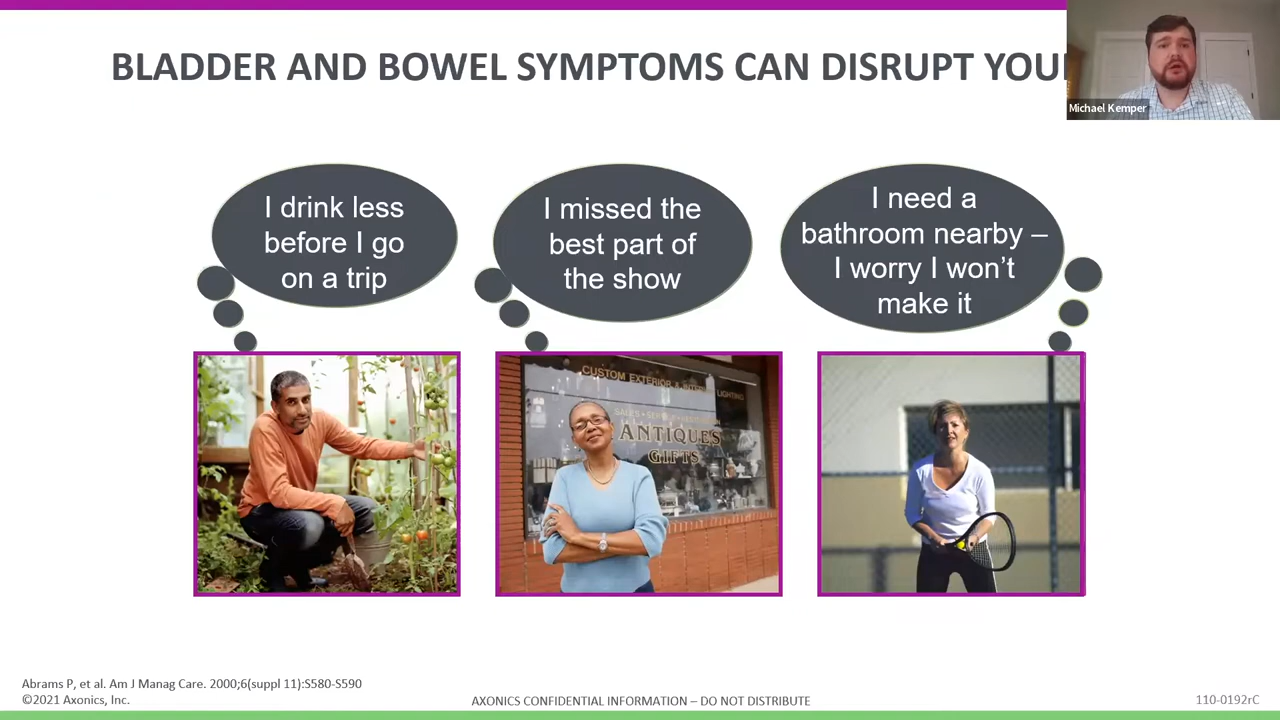 BLADDER AND BOWEL SYMPTOMS CAN DISRUPT YOUR
Michael Kemper
I drink less
before I go
on a trip
I missed the
best part of
the show
I need a
bathroom nearby –
I worry I won't
make it
CUSTOM EXTERIOR & INTERIOR LIGHTING
SALES • SERVICE •
ANTIQUES
GIFTS
Abrams P, et al. Am J Manag Care. 2000;6(suppl 11):S580-S590
©2021 Axonics, Inc.
AXONICS CONFIDENTIAL INFORMATION – DO NOT DISTRIBUTE
110-0192rC